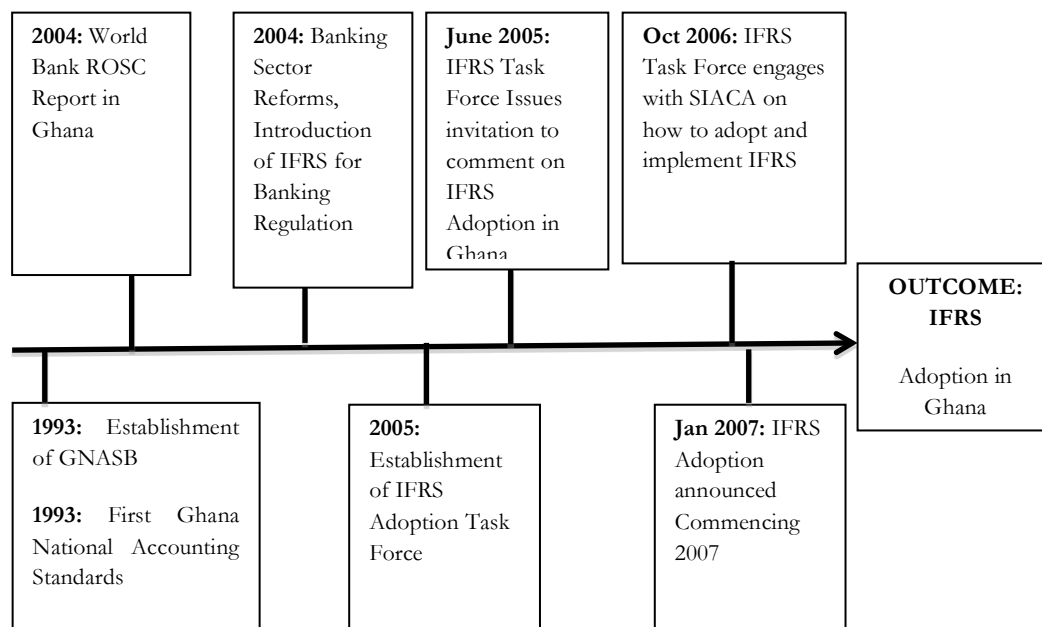 2004: World
Bank ROSC
Report in
Ghana
2004: Banking
Sector
Reforms,
Introduction
of IFRS for
Banking
Regulation
June 2005:
IFRS Task
Force Issues
invitation to
comment on
IFRS
Adoption in
Ghana
Oct 2006: IFRS
Task Force engages
with SIACA on
how to adopt and
implement IFRS
OUTCOME:
IFRS
Adoption in
Ghana
1993: Establishment
of GNASB
1993: First Ghana
National Accounting
Standards
2005:
Establishment
of IFRS
Adoption Task
Force
Jan 2007: IFRS
Adoption
announced
Commencing
2007